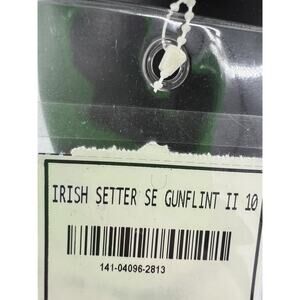 IRISH SETTER SE GUNFLINT II 10
141-04096-2813